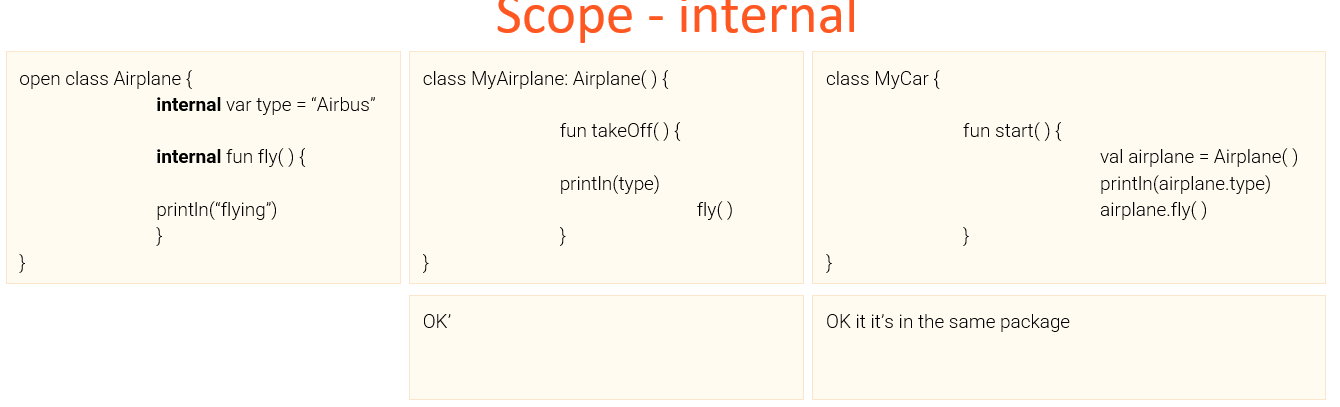 Scope - internal
open class Airplane {
internal var type = “Airbus”
internal fun fly( ) {
println(“flying”)
}
}
class MyAirplane: Airplane( ) {
fun takeOff( ) {
println(type)
fly( )
}
}
class MyCar {
fun start( ) {
val airplane = Airplane( )
println(airplane.type)
airplane.fly( )
}
}
OK’
OK it it’s in the same package